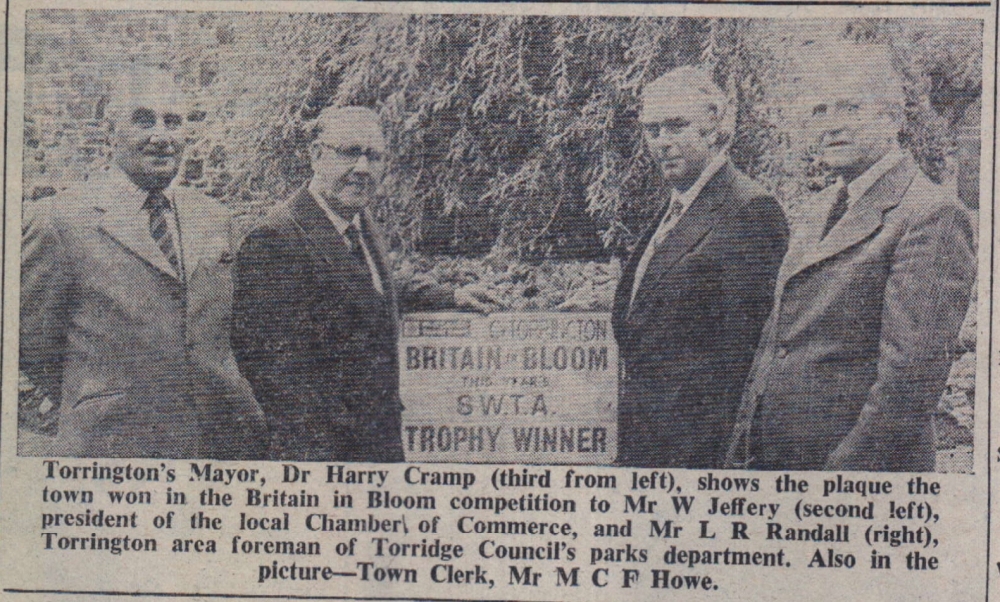 GT TORRINGTON
BRITAIN IN BLOOM
THIS YEAR'S
S.W.T.A.
TROPHY WINNER
Torrington's Mayor, Dr Harry Cramp (third from left), shows the plaque the
town won in the Britain in Bloom competition to Mr W Jeffery (second left),
president of the local Chamber of Commerce, and Mr L R Randall (right),
Torrington area foreman of Torridge Council's parks department. Also in the
picture—Town Clerk, Mr M C F Howe.